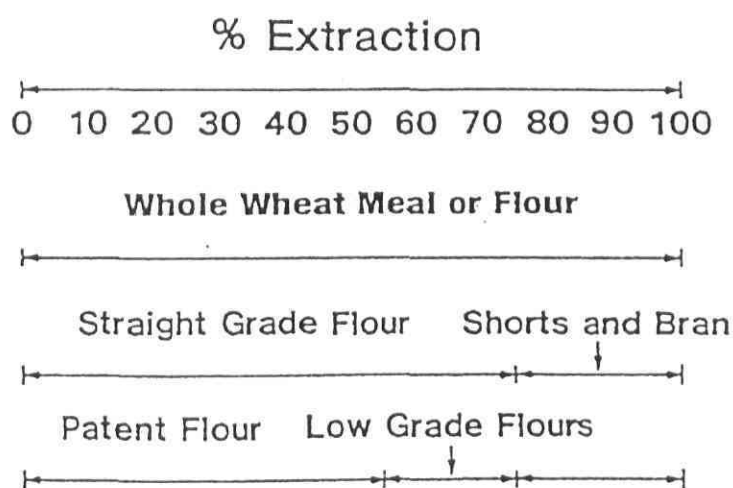 % Extraction
0 10 20 30 40 50 60 70 80 90 100
Whole Wheat Meal or Flour
Straight Grade Flour Shorts and Bran
Patent Flour Low Grade Flours